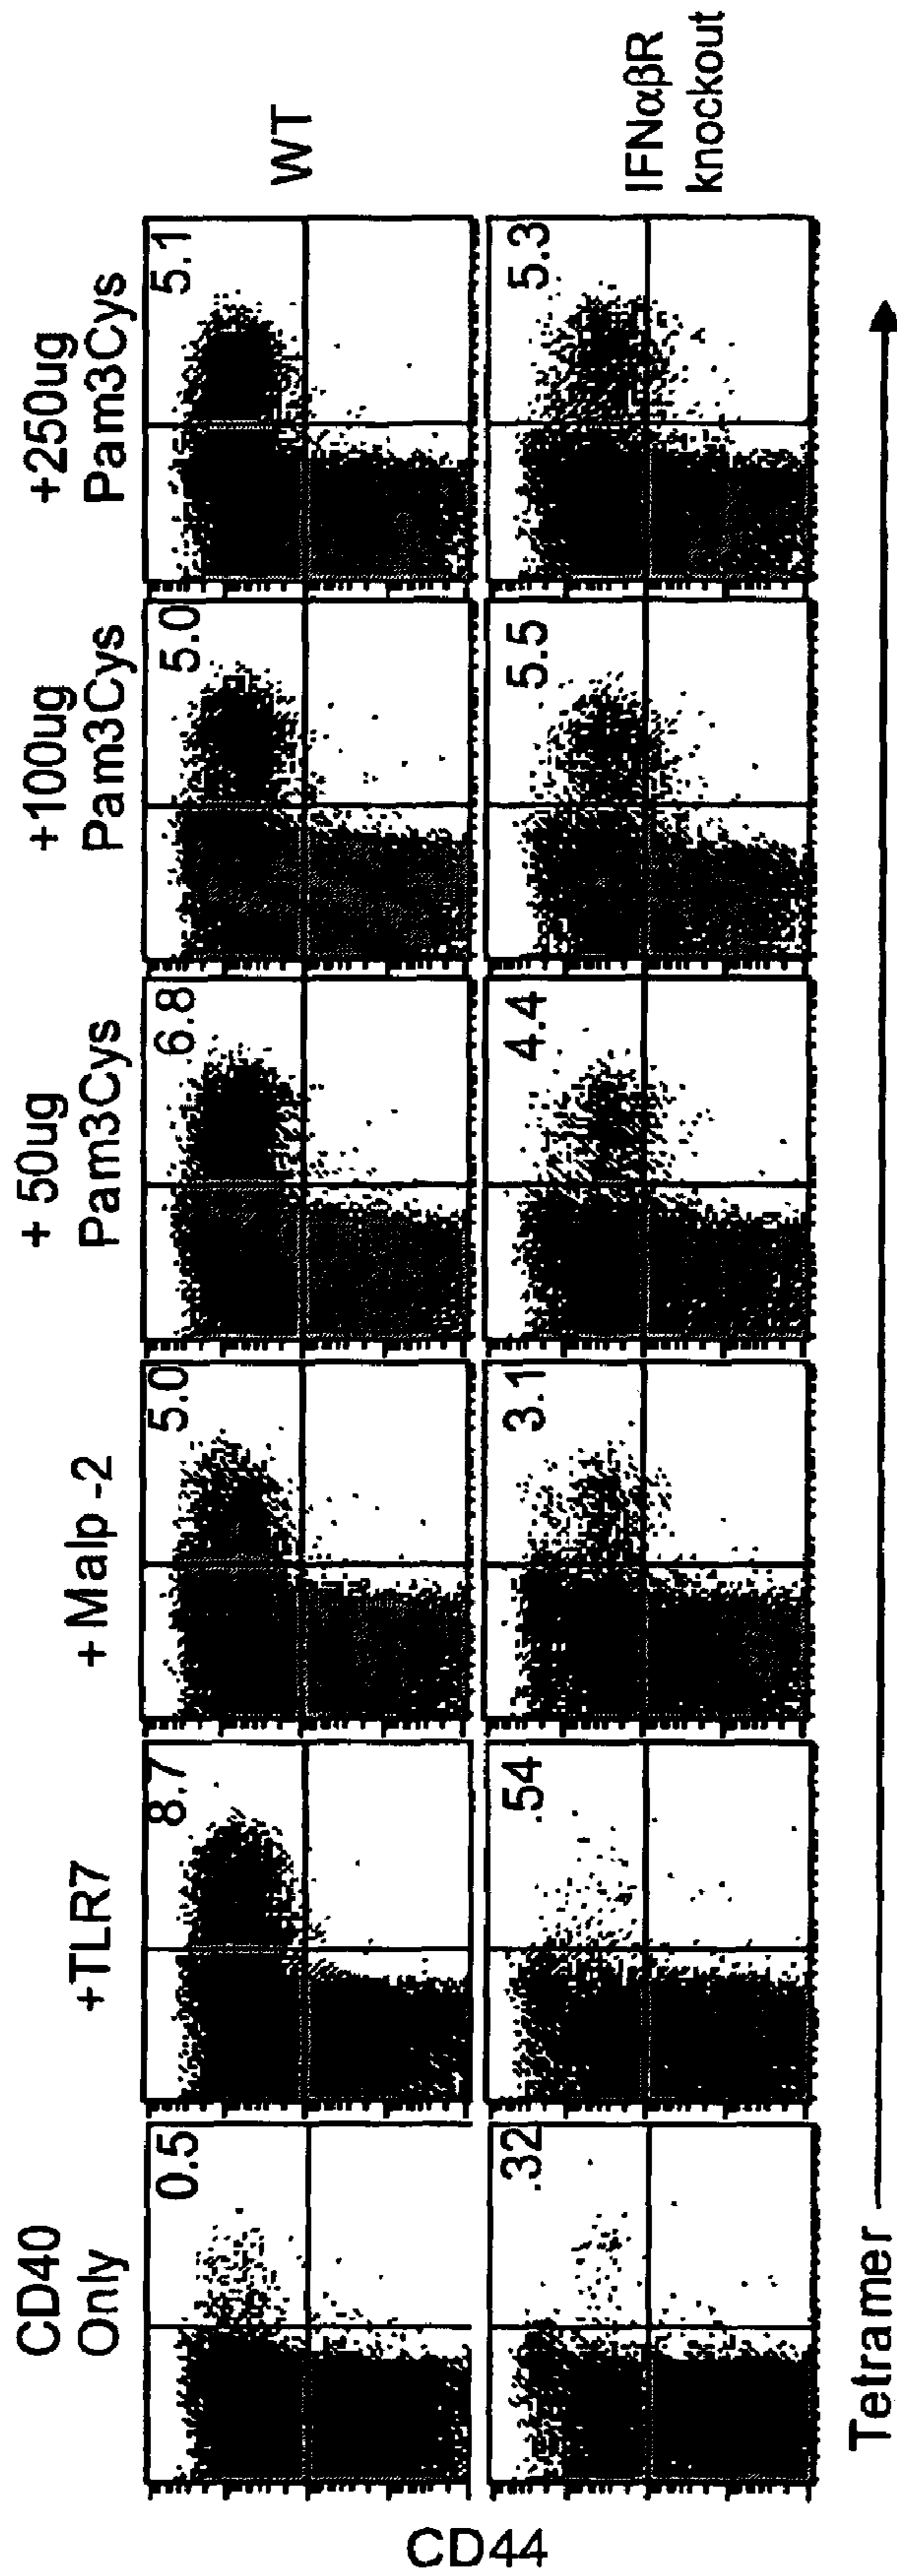 CD40
Only
+TLR7
+Malp -2
+ 50ug
Pam3Cys
+100ug
Pam3Cys
+250ug
Pam3Cys
0.5
8.7
5.0
6.8
5.0
5.1
WT
.32
.54
3.1
4.4
5.5
5.3
IFNαβR
knockout
CD44
Tetramer